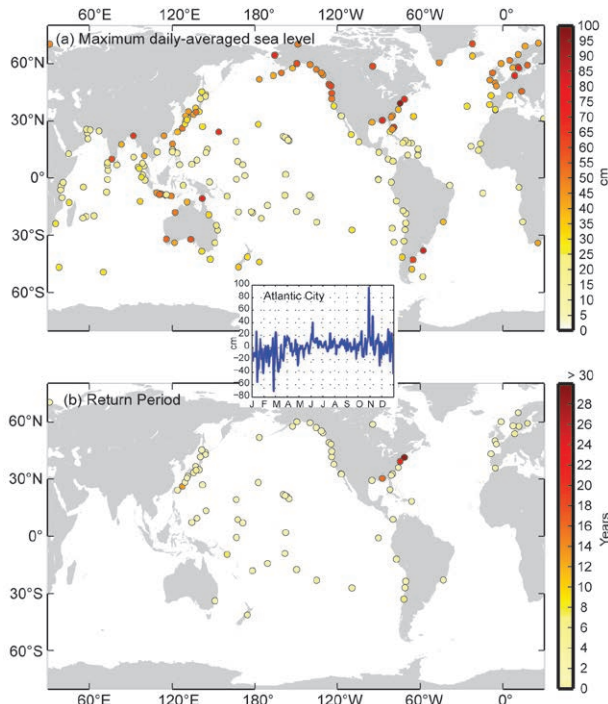 60°E 120°E 180° 120°W 60°W 0°
(a) Maximum daily-averaged sea level
60°N
30°N
0°
30°S
60°S
100
95
90
85
80
75
70
65
60
55
50
45
40
35
30
25
20
15
10
5
0
cm
Atlantic City
100
80
60
40
20
0
-20
-40
-60
-80
cm
J F M A M J J A S O N D
(b) Return Period
60°N
30°N
0°
30°S
60°S
> 30
28
26
24
22
20
18
16
14
12
10
8
6
4
2
0
Years
60°E 120°E 180° 120°W 60°W 0°